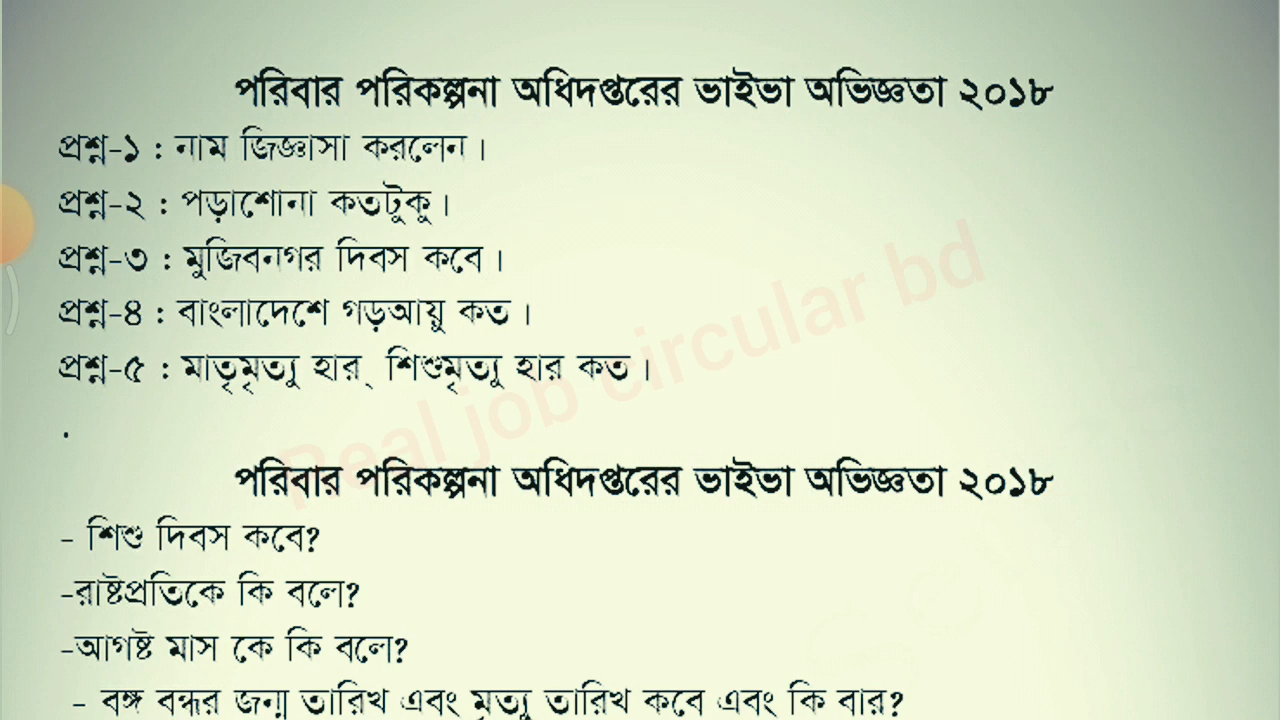 পরিবার পরিকল্পনা অধিদপ্তরের ভাইভা অভিজ্ঞতা ২০১৮
প্রশ্ন-১ : নাম জিজ্ঞাসা করলেন।
প্রশ্ন-২ : পড়াশোনা কতটুকু।
প্রশ্ন-৩ : মুজিবনগর দিবস কবে।
প্রশ্ন-৪ : বাংলাদেশে গড়আয়ু কত।
প্রশ্ন-৫ : মাতৃমৃত্যু হার্ শিশুমৃত্যু হার কত।
.
Real job circular bd
পরিবার পরিকল্পনা অধিদপ্তরের ভাইভা অভিজ্ঞতা ২০১৮
- শিশু দিবস কবে?
-রাষ্টপ্রতিকে কি বলে?
-আগষ্ট মাস কে কি বলে?
- বঙ্গ বন্ধর জন্ম তারিখ এবং মৃত্যু তারিখ কবে এবং কি বার?